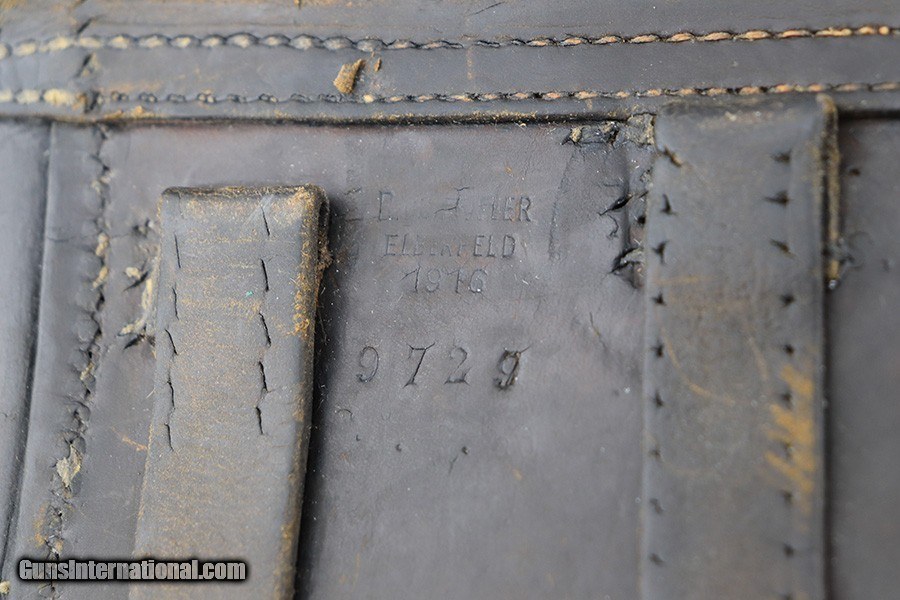 ELBERFELD
1916
9729
GunsInternational.com